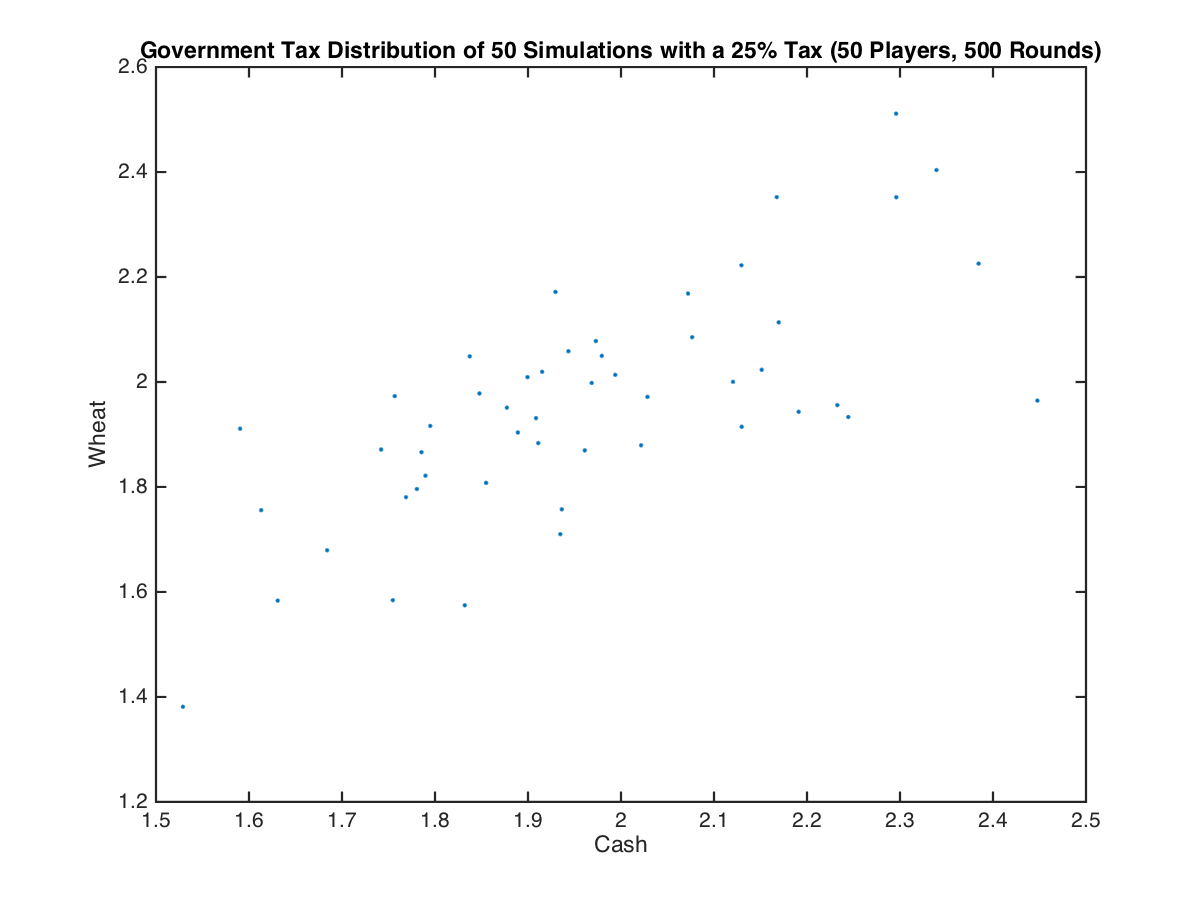 Government Tax Distribution of 50 Simulations with a 25% Tax (50 Players, 500 Rounds)
2.6
2.4
2.2
2
1.8
1.6
1.4
1.2
Wheat
1.5 1.6 1.7 1.8 1.9 2 2.1 2.2 2.3 2.4 2.5
Cash